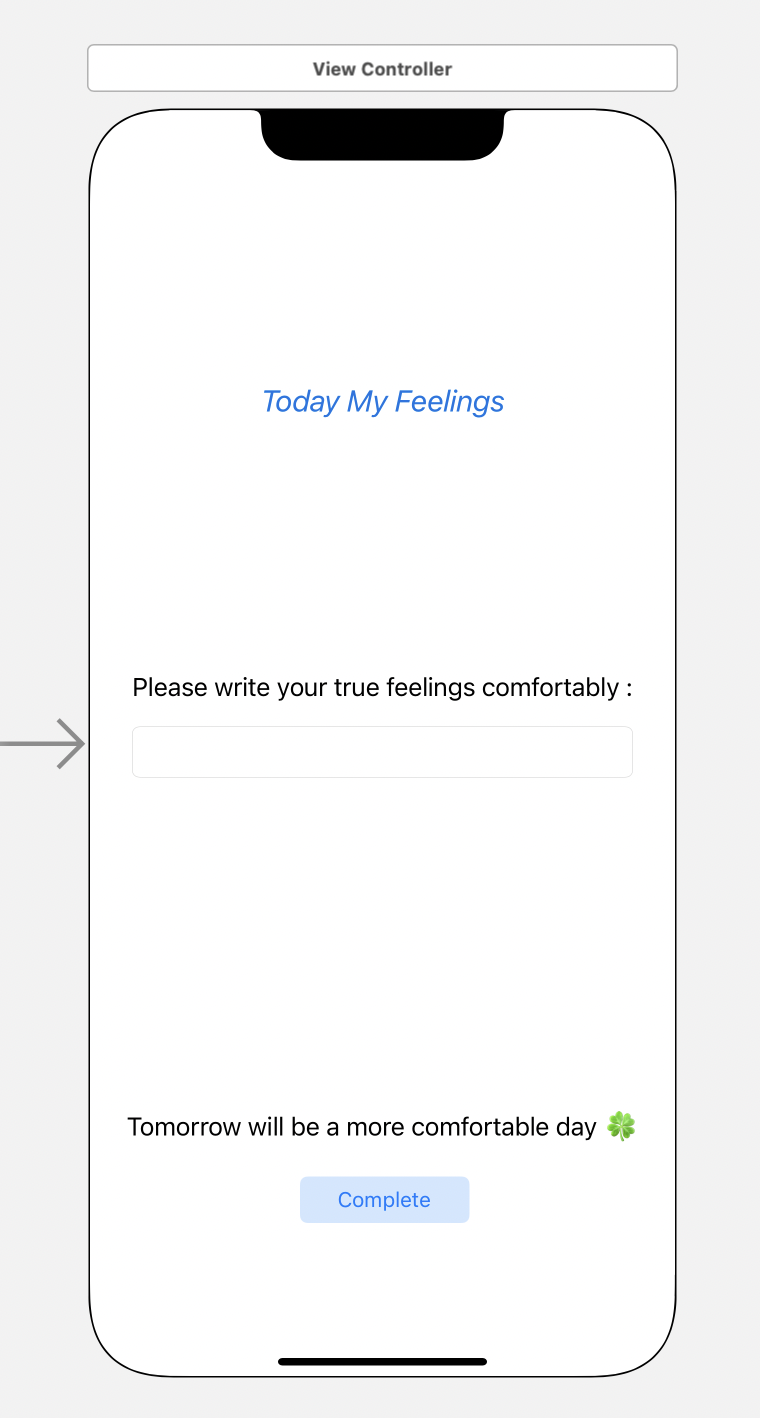 View Controller
Today My Feelings
Please write your true feelings comfortably :
Tomorrow will be a more comfortable day 🍀
Complete